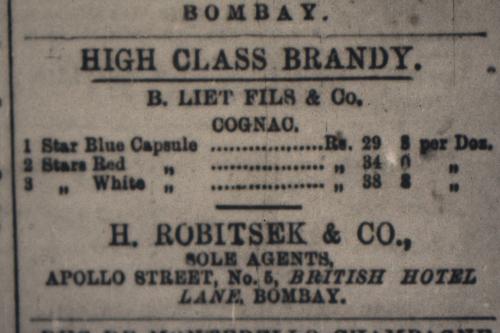 BOMBAY.
HIGH CLASS BRANDY.
B. LIET FILS & Co.
COGNAC.
1 Star Blue Capsule ................Rs. 29 8 per Doz.
2 Stars Red „ ................ „ 34 0 „
3 „ White „ ................ „ 38 8 „
H. ROBITSEK & CO.,
SOLE AGENTS,
APOLLO STREET, No. 5, BRITISH HOTEL
LANE, BOMBAY.